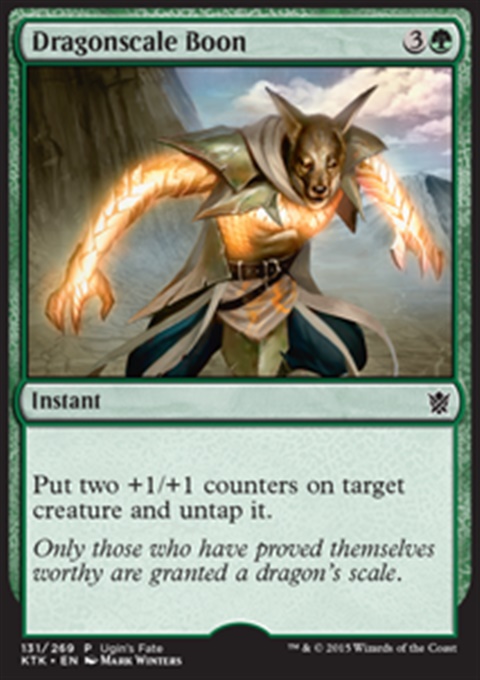 Dragonscale Boon 3
Instant
Put two +1/+1 counters on target
creature and untap it.
Only those who have proved themselves
worthy are granted a dragon's scale.
131/269 P Ugin's Fate
KTK • EN Mark Winters
™ & © 2015 Wizards of the Coast